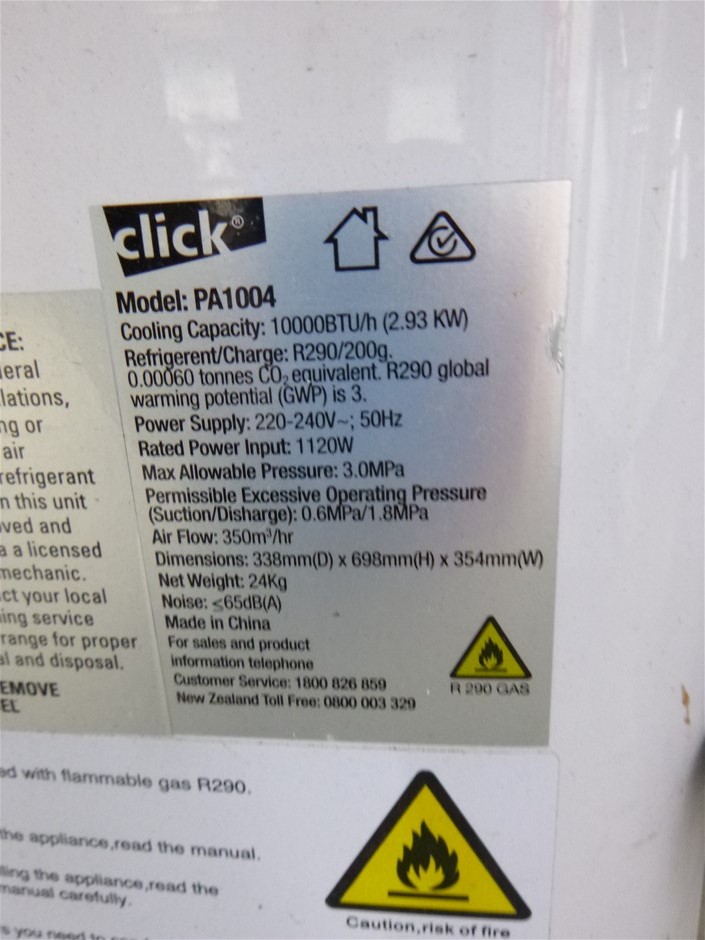 click®
Model: PA1004
Cooling Capacity: 10000BTU/h (2.93 KW)
Refrigerent/Charge: R290/200g.
0.00060 tonnes CO₂ equivalent. R290 global
warming potential (GWP) is 3.
Power Supply: 220-240V~; 50Hz
Rated Power Input: 1120W
Max Allowable Pressure: 3.0MPa
Permissible Excessive Operating Pressure
(Suction/Disharge): 0.6MPa/1.8MPa
Air Flow: 350m³/hr
Dimensions: 338mm(D) x 698mm(H) x 354mm(W)
Net Weight: 24Kg
Noise: ≤65dB(A)
Made in China
For sales and product
information telephone
Customer Service: 1800 826 859
New Zealand Toll Free: 0800 003 329
R 290 GAS
CE:
eral
lations,
ng or
air
refrigerant
n this unit
ved and
a a licensed
mechanic.
ct your local
ing service
range for proper
al and disposal.
EMOVE
EL
ed with flammable gas R290.
the appliance,read the manual.
lling the appliance,read the
manual carefully.
s you need to
Caution,risk of fire